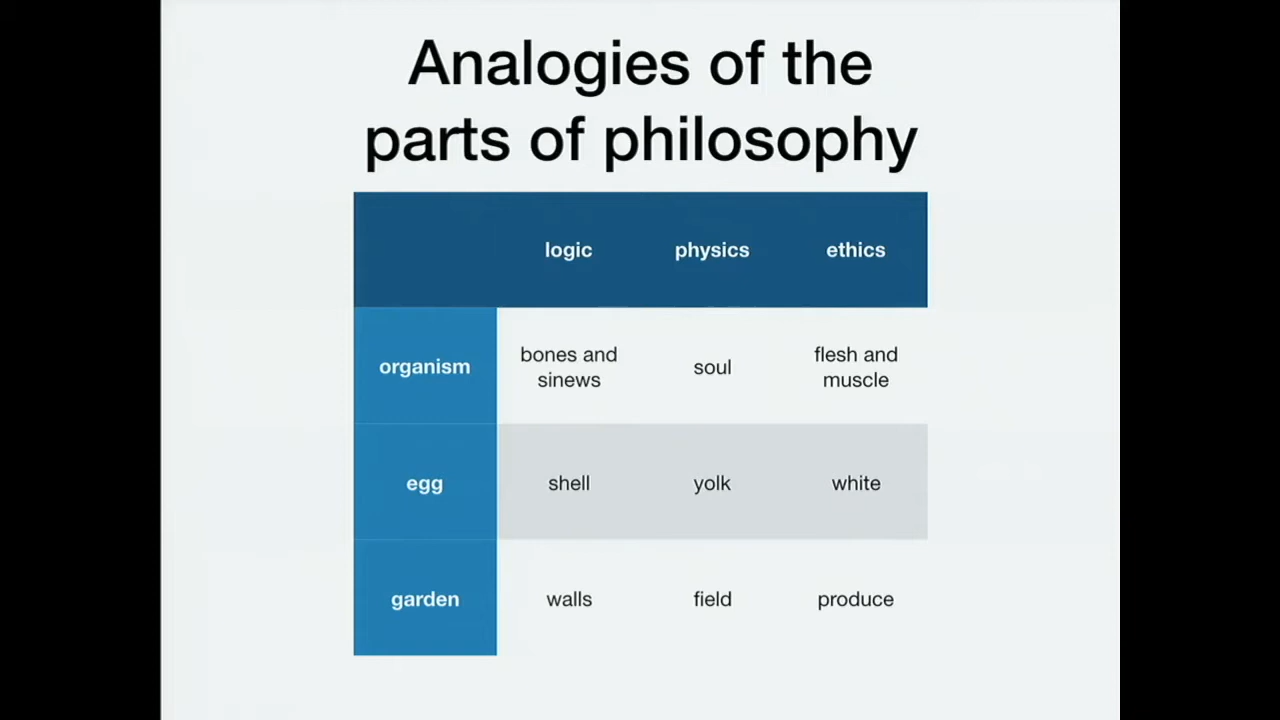 Analogies of the
parts of philosophy
logic physics ethics
organism bones and sinews soul flesh and muscle
egg shell yolk white
garden walls field produce